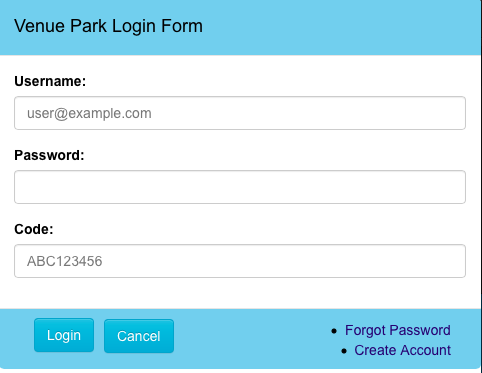 Venue Park Login Form
Username:
user@example.com
Password:
Code:
ABC123456
Login Cancel
Forgot Password
Create Account